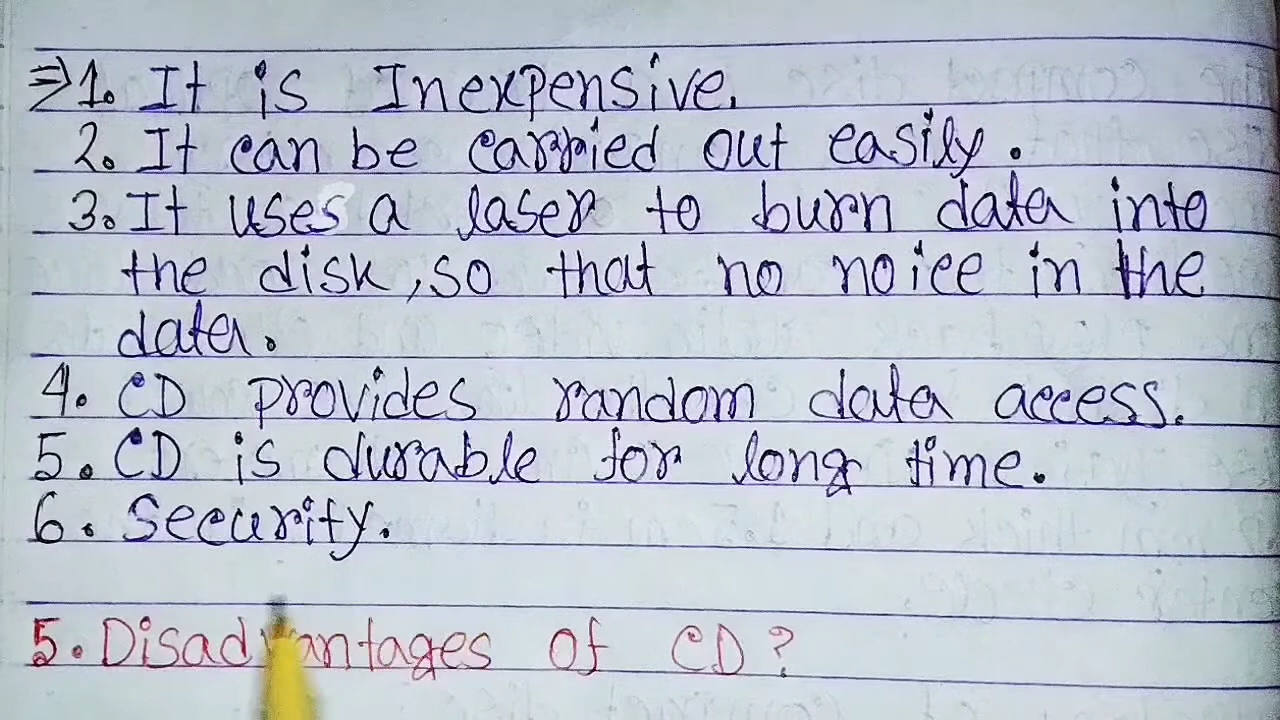 ⇒1. It is Inexpensive.
2. It can be carried out easily.
3. It uses a laser to burn data into
the disk, so that no noice in the
data.
4. CD provides random data access.
5. CD is durable for long time.
6. Security.
5. Disadvantages of CD?